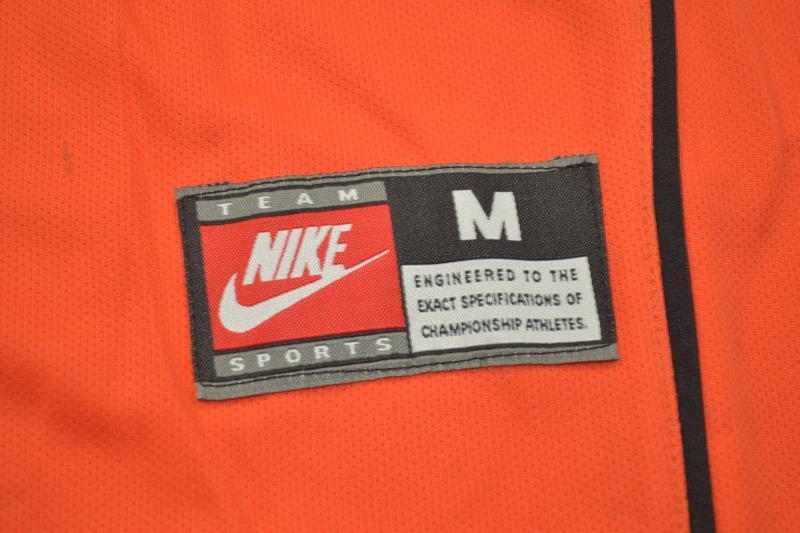 TEAM
NIKE
SPORTS
M
ENGINEERED TO THE
EXACT SPECIFICATIONS OF
CHAMPIONSHIP ATHLETES.